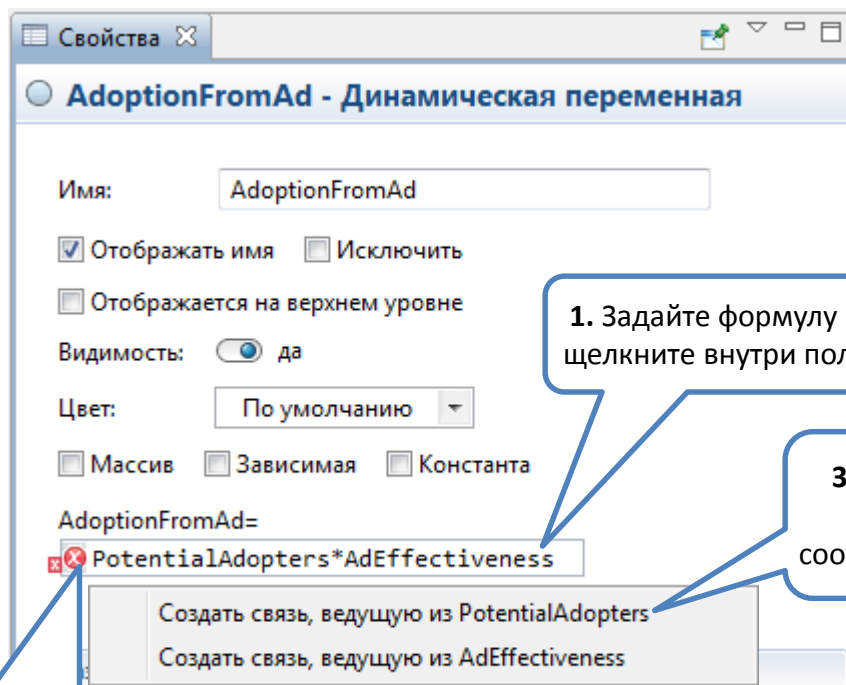 Свойства
AdoptionFromAd - Динамическая переменная
Имя: AdoptionFromAd
Отображать имя Исключить
Отображается на верхнем уровне
Видимость: да
Цвет: По умолчанию
Массив Зависимая Константа
1. Задайте формулу
щелкните внутри пол
3
соот
AdoptionFromAd=
PotentialAdopters*AdEffectiveness
Создать связь, ведущую из PotentialAdopters
Создать связь, ведущую из AdEffectiveness